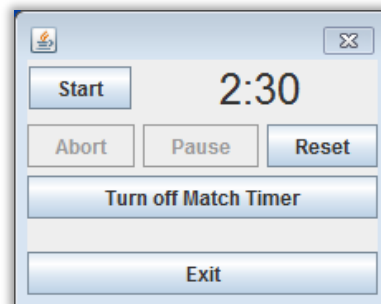 Start 2:30
Abort Pause Reset
Turn off Match Timer
Exit